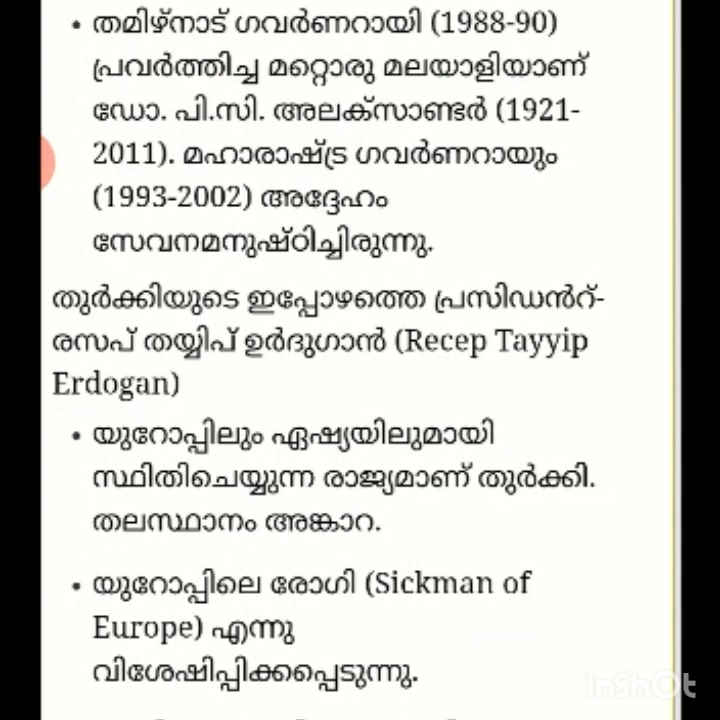 • തമിഴ്നാട് ഗവർണറായി (1988-90)
പ്രവർത്തിച്ച മറ്റൊരു മലയാളിയാണ്
ഡോ. പി.സി. അലക്സാണ്ടർ (1921-
2011). മഹാരാഷ്ട്ര ഗവർണറായും
(1993-2002) അദ്ദേഹം
സേവനമനുഷ്ഠിച്ചിരുന്നു.
തുർക്കിയുടെ ഇപ്പോഴത്തെ പ്രസിഡൻറ്-
രസപ് തയ്യിപ് ഉർദുഗാൻ (Recep Tayyip
Erdogan)
• യുറോപ്പിലും ഏഷ്യയിലുമായി
സ്ഥിതിചെയ്യുന്ന രാജ്യമാണ് തുർക്കി.
തലസ്ഥാനം അങ്കാറ.
• യുറോപ്പിലെ രോഗി (Sickman of
Europe) എന്നു
വിശേഷിപ്പിക്കപ്പെടുന്നു.
InShOt